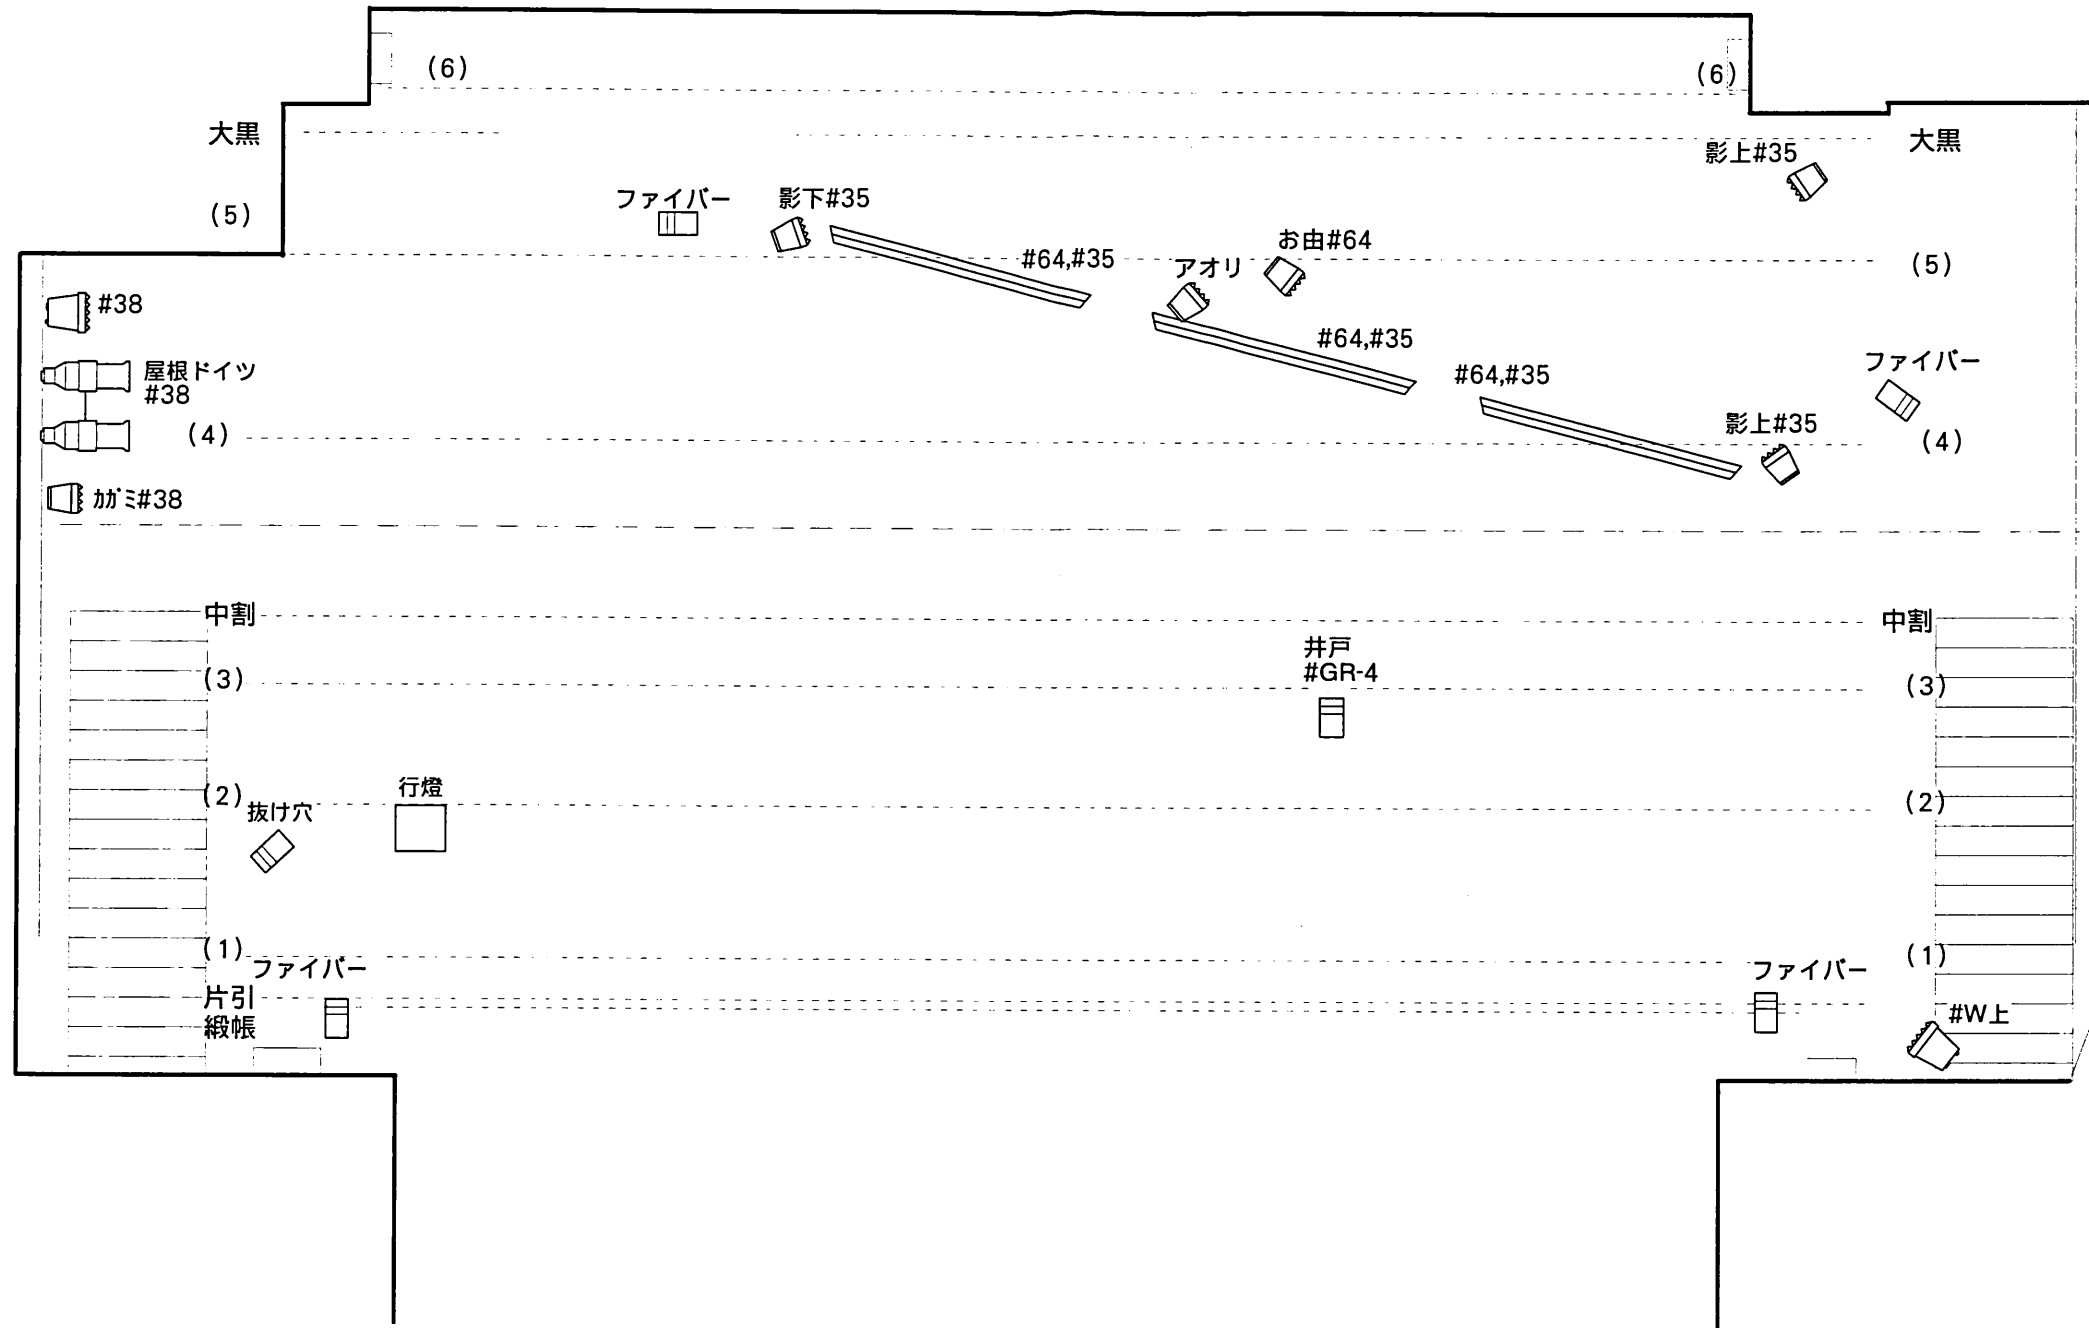 (6)
(6)
大黒
大黒
影上#35
ファイバー
影下#35
(5)
お由#64
#64,#35
アオリ
(5)
#38
#64,#35
屋根ドイツ
#38
#64,#35
ファイバー
影上#35
(4)
(4)
ｶｶﾞﾐ#38
中割
中割
井戸
#GR-4
(3)
(3)
(2)
行燈
(2)
抜け穴
(1)
(1)
ファイバー
ファイバー
片引
緞帳
#W上